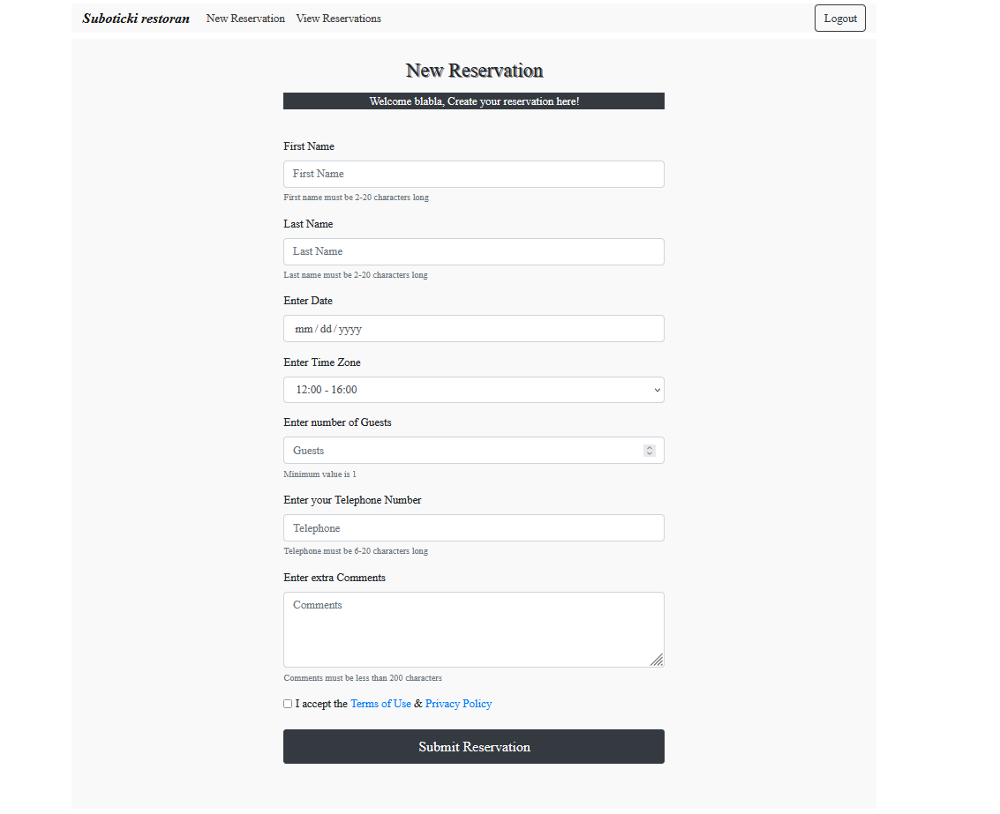 Suboticki restoran New Reservation View Reservations Logout
New Reservation
Welcome blabla, Create your reservation here!
First Name
First Name
First name must be 2-20 characters long
Last Name
Last Name
Last name must be 2-20 characters long
Enter Date
mm / dd / yyyy
Enter Time Zone
12:00 - 16:00
Enter number of Guests
Guests
Minimum value is 1
Enter your Telephone Number
Telephone
Telephone must be 6-20 characters long
Enter extra Comments
Comments
Comments must be less than 200 characters
I accept the Terms of Use & Privacy Policy
Submit Reservation